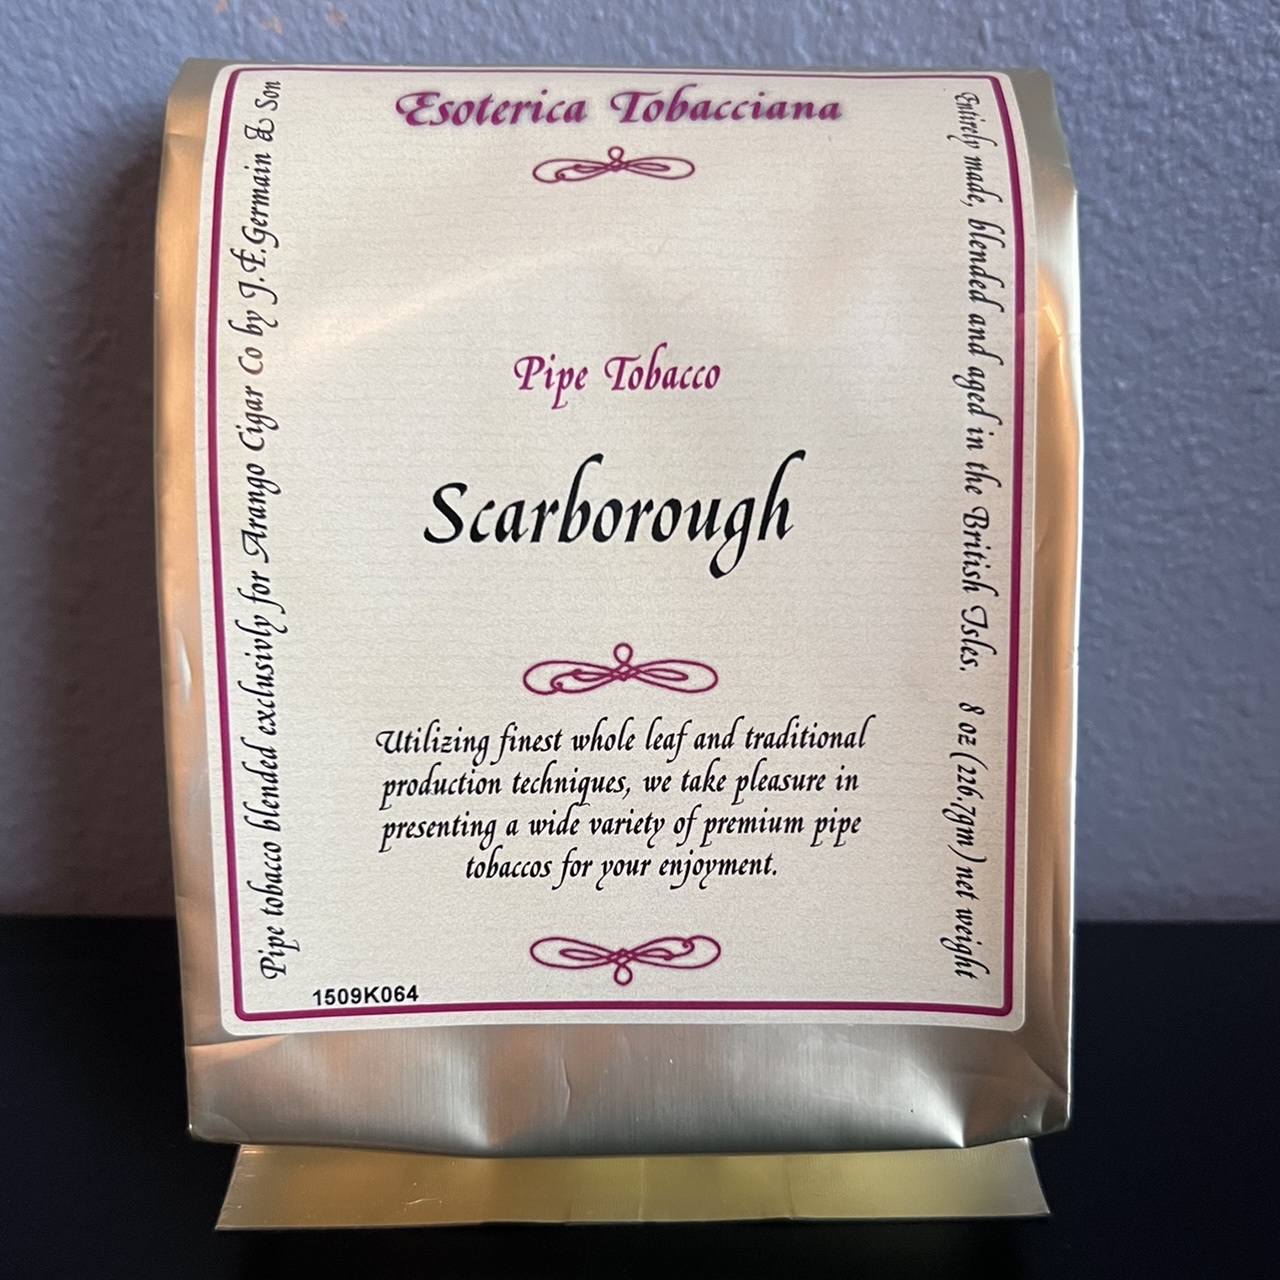 Esoterica Tobacciana
Pipe Tobacco
Scarborough
Utilizing finest whole leaf and traditional
production techniques, we take pleasure in
presenting a wide variety of premium pipe
tobaccos for your enjoyment.
1509K064
Pipe tobacco blended exclusivly for Arango Cigar Co by J.F.Germain & Son
Entirely made, blended and aged in the British Isles. 8 oz (226.7gm) net weight